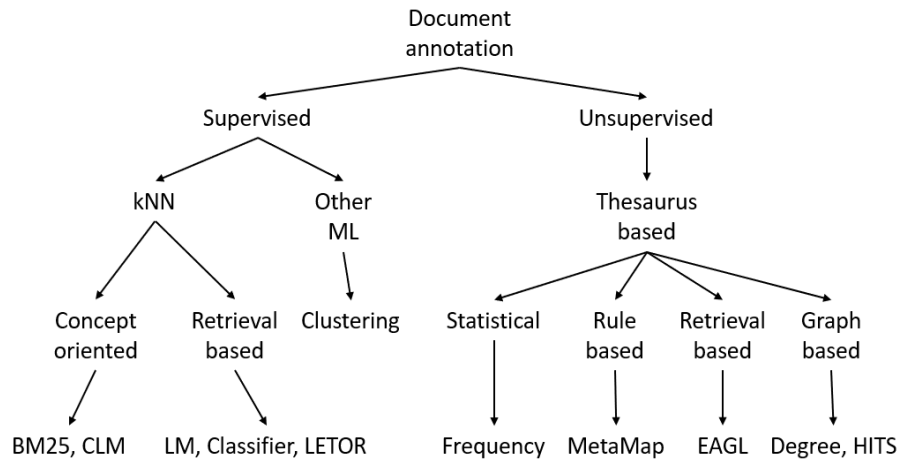 Document
annotation
Supervised
Unsupervised
kNN
Other
ML
Thesaurus
based
Concept
oriented
Retrieval
based
Clustering
Statistical
Rule
based
Retrieval
based
Graph
based
BM25, CLM
LM, Classifier, LETOR
Frequency
MetaMap
EAGL
Degree, HITS